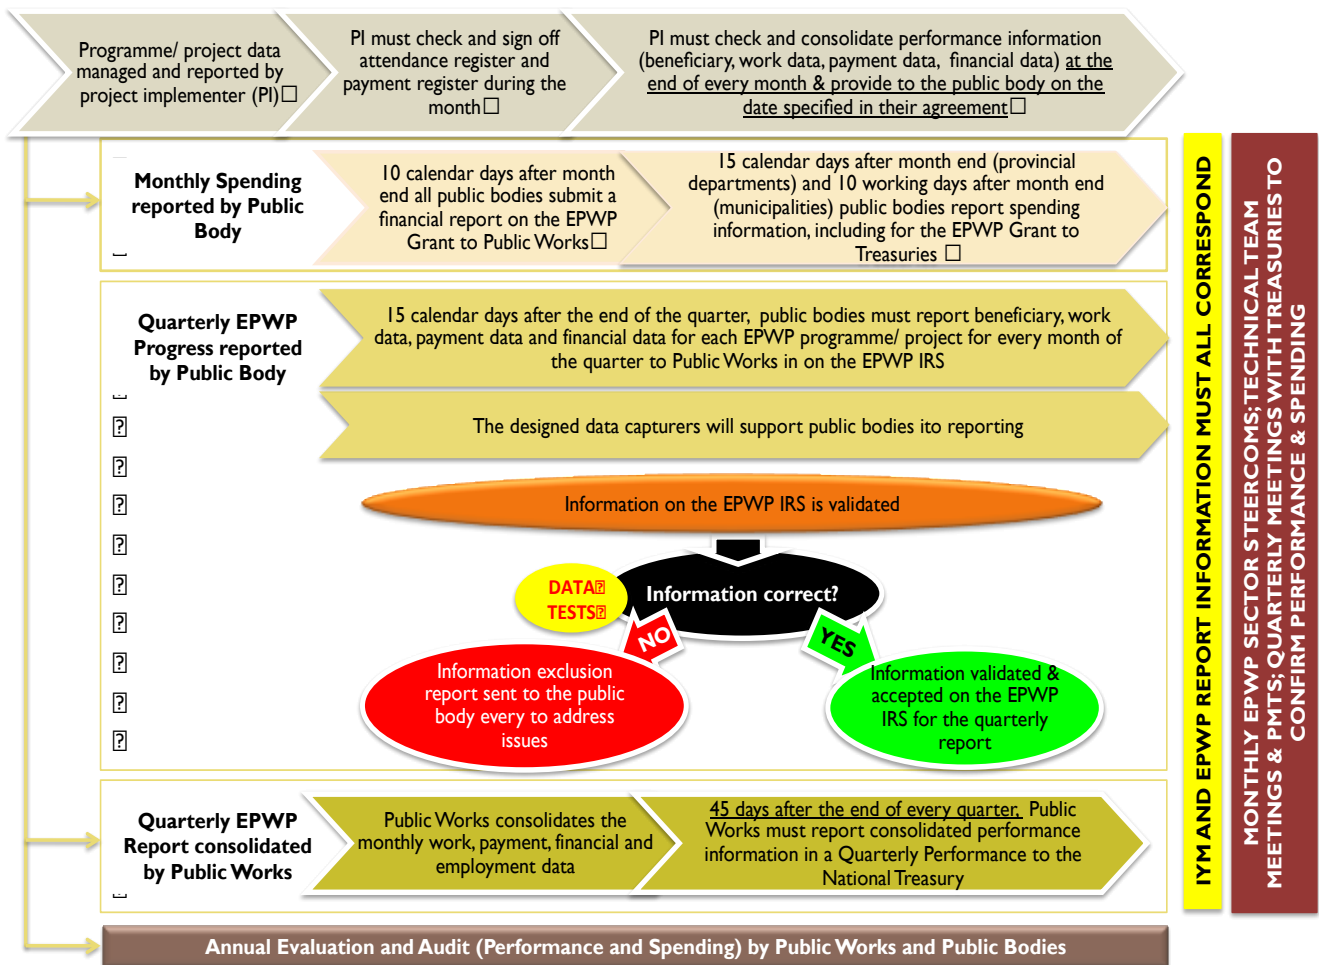 Programme/ project data
managed and reported by
project implementer (PI)
PI must check and sign off
attendance register and
payment register during the
month
PI must check and consolidate performance information
(beneficiary, work data, payment data, financial data) at the
end of every month & provide to the public body on the
date specified in their agreement
Monthly Spending
reported by Public
Body
10 calendar days after month
end all public bodies submit a
financial report on the EPWP
Grant to Public Works
15 calendar days after month end (provincial
departments) and 10 working days after month end
(municipalities) public bodies report spending
information, including for the EPWP Grant to
Treasuries
Quarterly EPWP
Progress reported
by Public Body
15 calendar days after the end of the quarter, public bodies must report beneficiary, work
data, payment data and financial data for each EPWP programme/ project for every month of
the quarter to Public Works in on the EPWP IRS
The designed data capturers will support public bodies ito reporting
Information on the EPWP IRS is validated
DATA
TESTS
Information correct?
NO
YES
Information exclusion
report sent to the public
body every to address
issues
Information validated &
accepted on the EPWP
IRS for the quarterly
report
Quarterly EPWP
Report consolidated
by Public Works
Public Works consolidates the
monthly work, payment, financial and
employment data
45 days after the end of every quarter, Public
Works must report consolidated performance
information in a Quarterly Performance to the
National Treasury
Annual Evaluation and Audit (Performance and Spending) by Public Works and Public Bodies
IYM AND EPWP REPORT INFORMATION MUST ALL CORRESPOND
MONTHLY EPWP SECTOR STEERCOMS; TECHNICAL TEAM
MEETINGS & PMTS; QUARTERLY MEETINGS WITH TREASURIES TO
CONFIRM PERFORMANCE & SPENDING